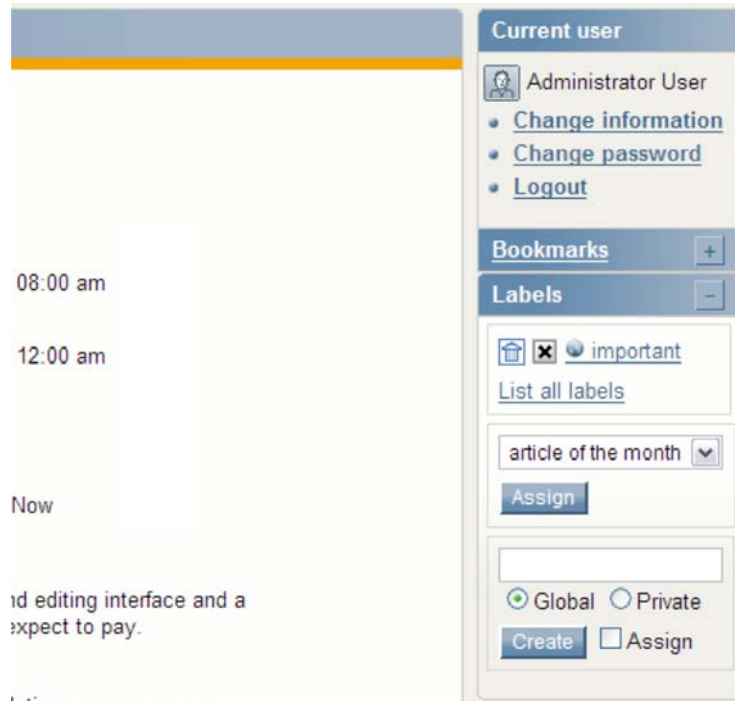 08:00 am
12:00 am
Now
nd editing interface and a
expect to pay.
Current user
Administrator User
Change information
Change password
Logout
Bookmarks +
Labels -
important
List all labels
article of the month
Assign
Global Private
Create Assign